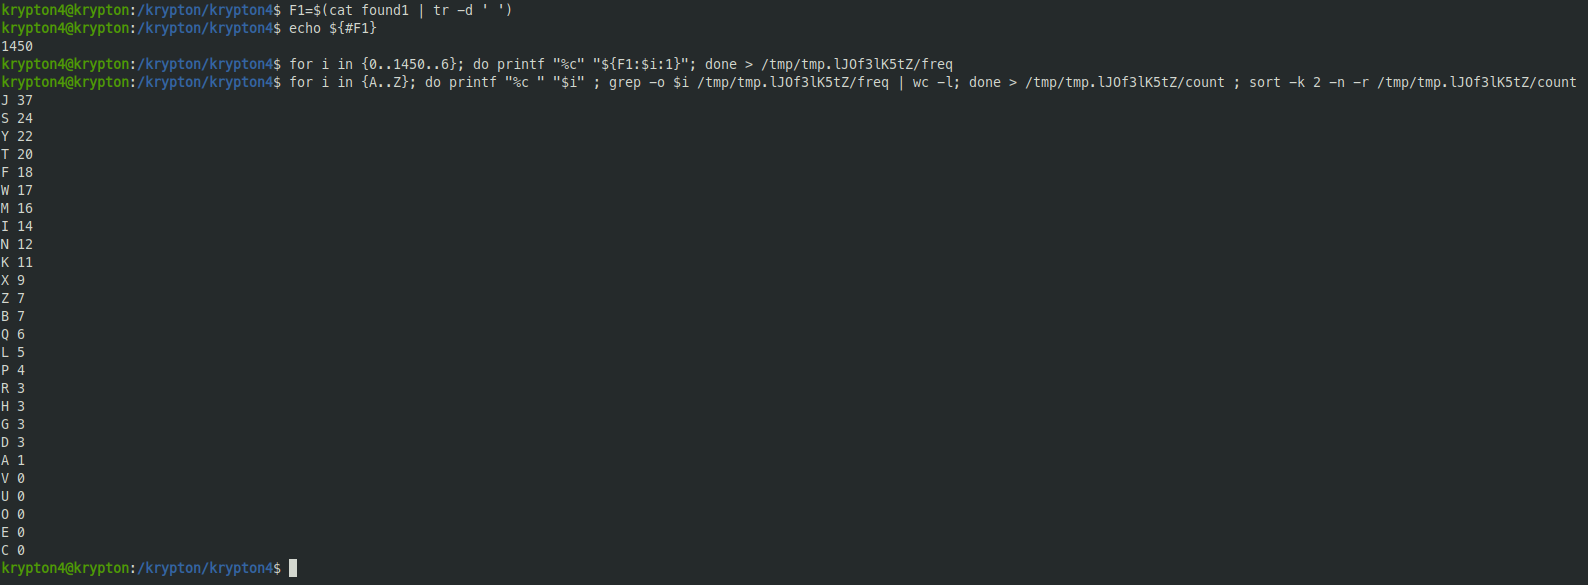 krypton4@krypton:/krypton/krypton4$ F1=$(cat found1 | tr -d ' ')
krypton4@krypton:/krypton/krypton4$ echo ${#F1}
1450
krypton4@krypton:/krypton/krypton4$ for i in {0..1450..6}; do printf "%c" "${F1:$i:1}"; done > /tmp/tmp.lJOf3lK5tZ/freq
krypton4@krypton:/krypton/krypton4$ for i in {A..Z}; do printf "%c " "$i" ; grep -o $i /tmp/tmp.lJOf3lK5tZ/freq | wc -l; done > /tmp/tmp.lJOf3lK5tZ/count ; sort -k 2 -n -r /tmp/tmp.lJOf3lK5tZ/count
J 37
S 24
Y 22
T 20
F 18
W 17
M 16
I 14
N 12
K 11
X 9
Z 7
B 7
Q 6
L 5
P 4
R 3
H 3
G 3
D 3
A 1
V 0
U 0
O 0
E 0
C 0
krypton4@krypton:/krypton/krypton4$